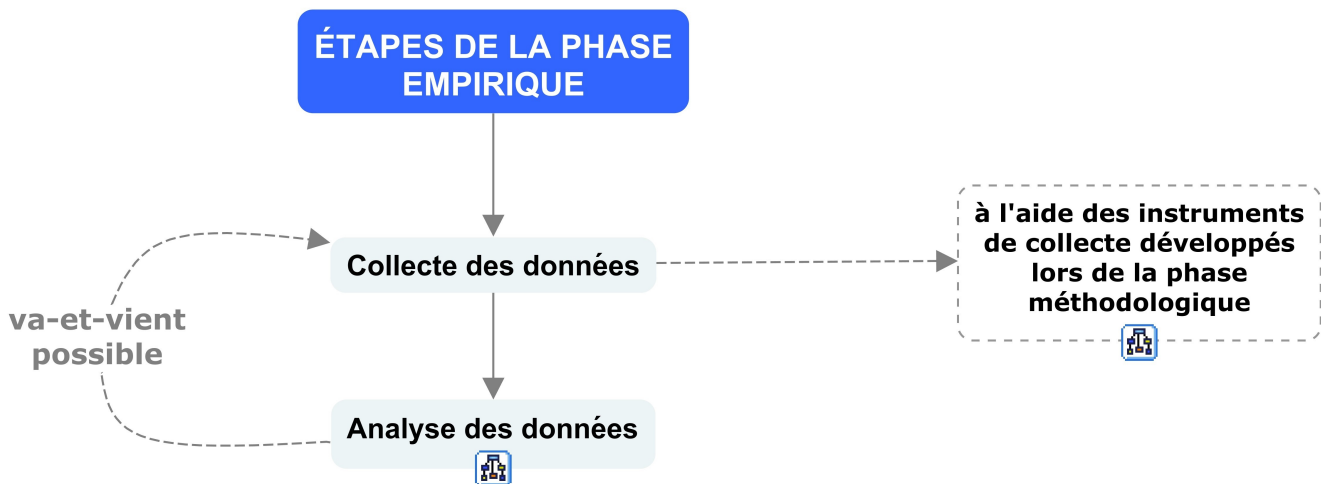 ÉTAPES DE LA PHASE
EMPIRIQUE
à l'aide des instruments
de collecte développés
lors de la phase
méthodologique
Collecte des données
va-et-vient
possible
Analyse des données